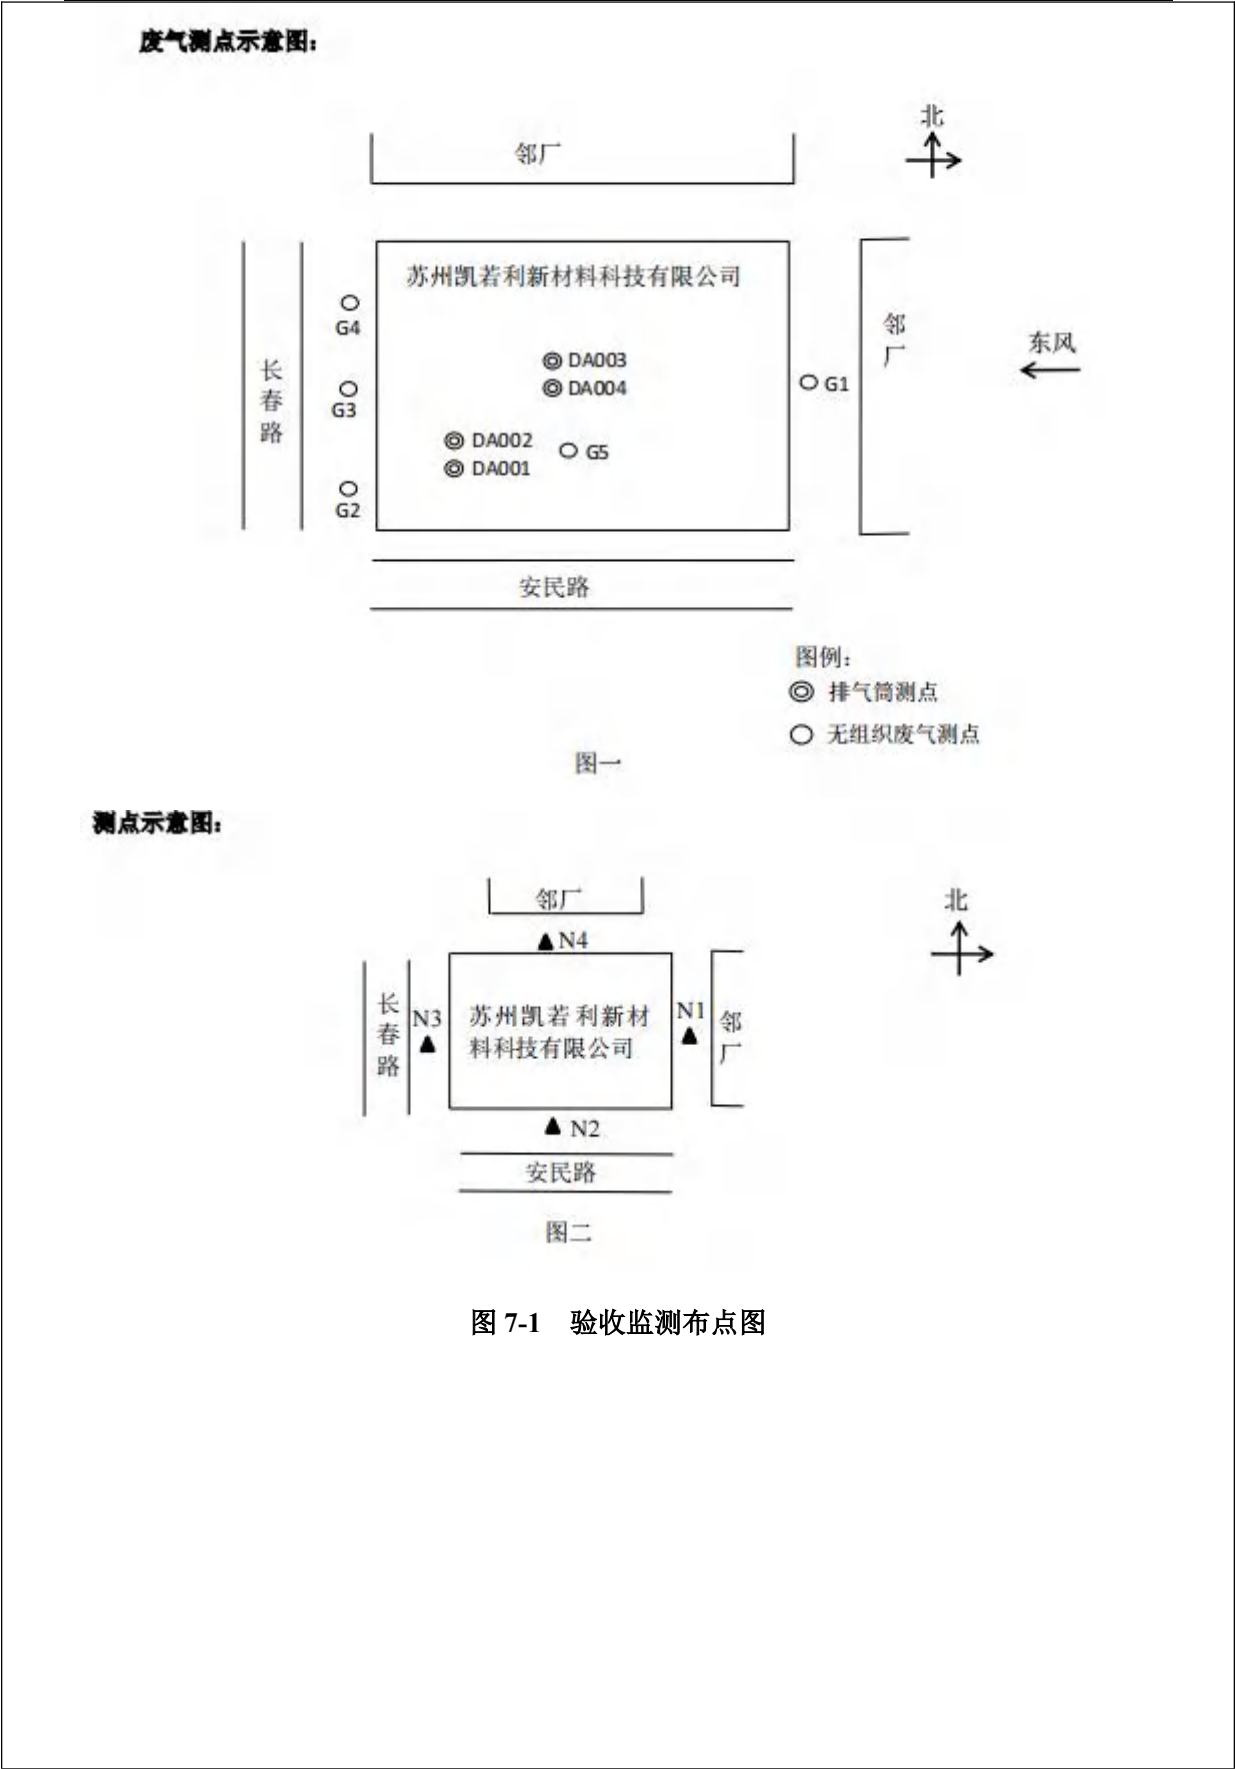 废气测点示意图：
北
邻厂
苏州凯若利新材料科技有限公司
G4
长春路
G3
G2
DA003
DA004
DA002
DA001
G5
G1
邻厂
东风
安民路
图例：
排气筒测点
无组织废气测点
图一
测点示意图：
北
邻厂
N4
长春路
N3
苏州凯若利新材
料科技有限公司
N1
邻厂
N2
安民路
图二
图 7-1 验收监测布点图